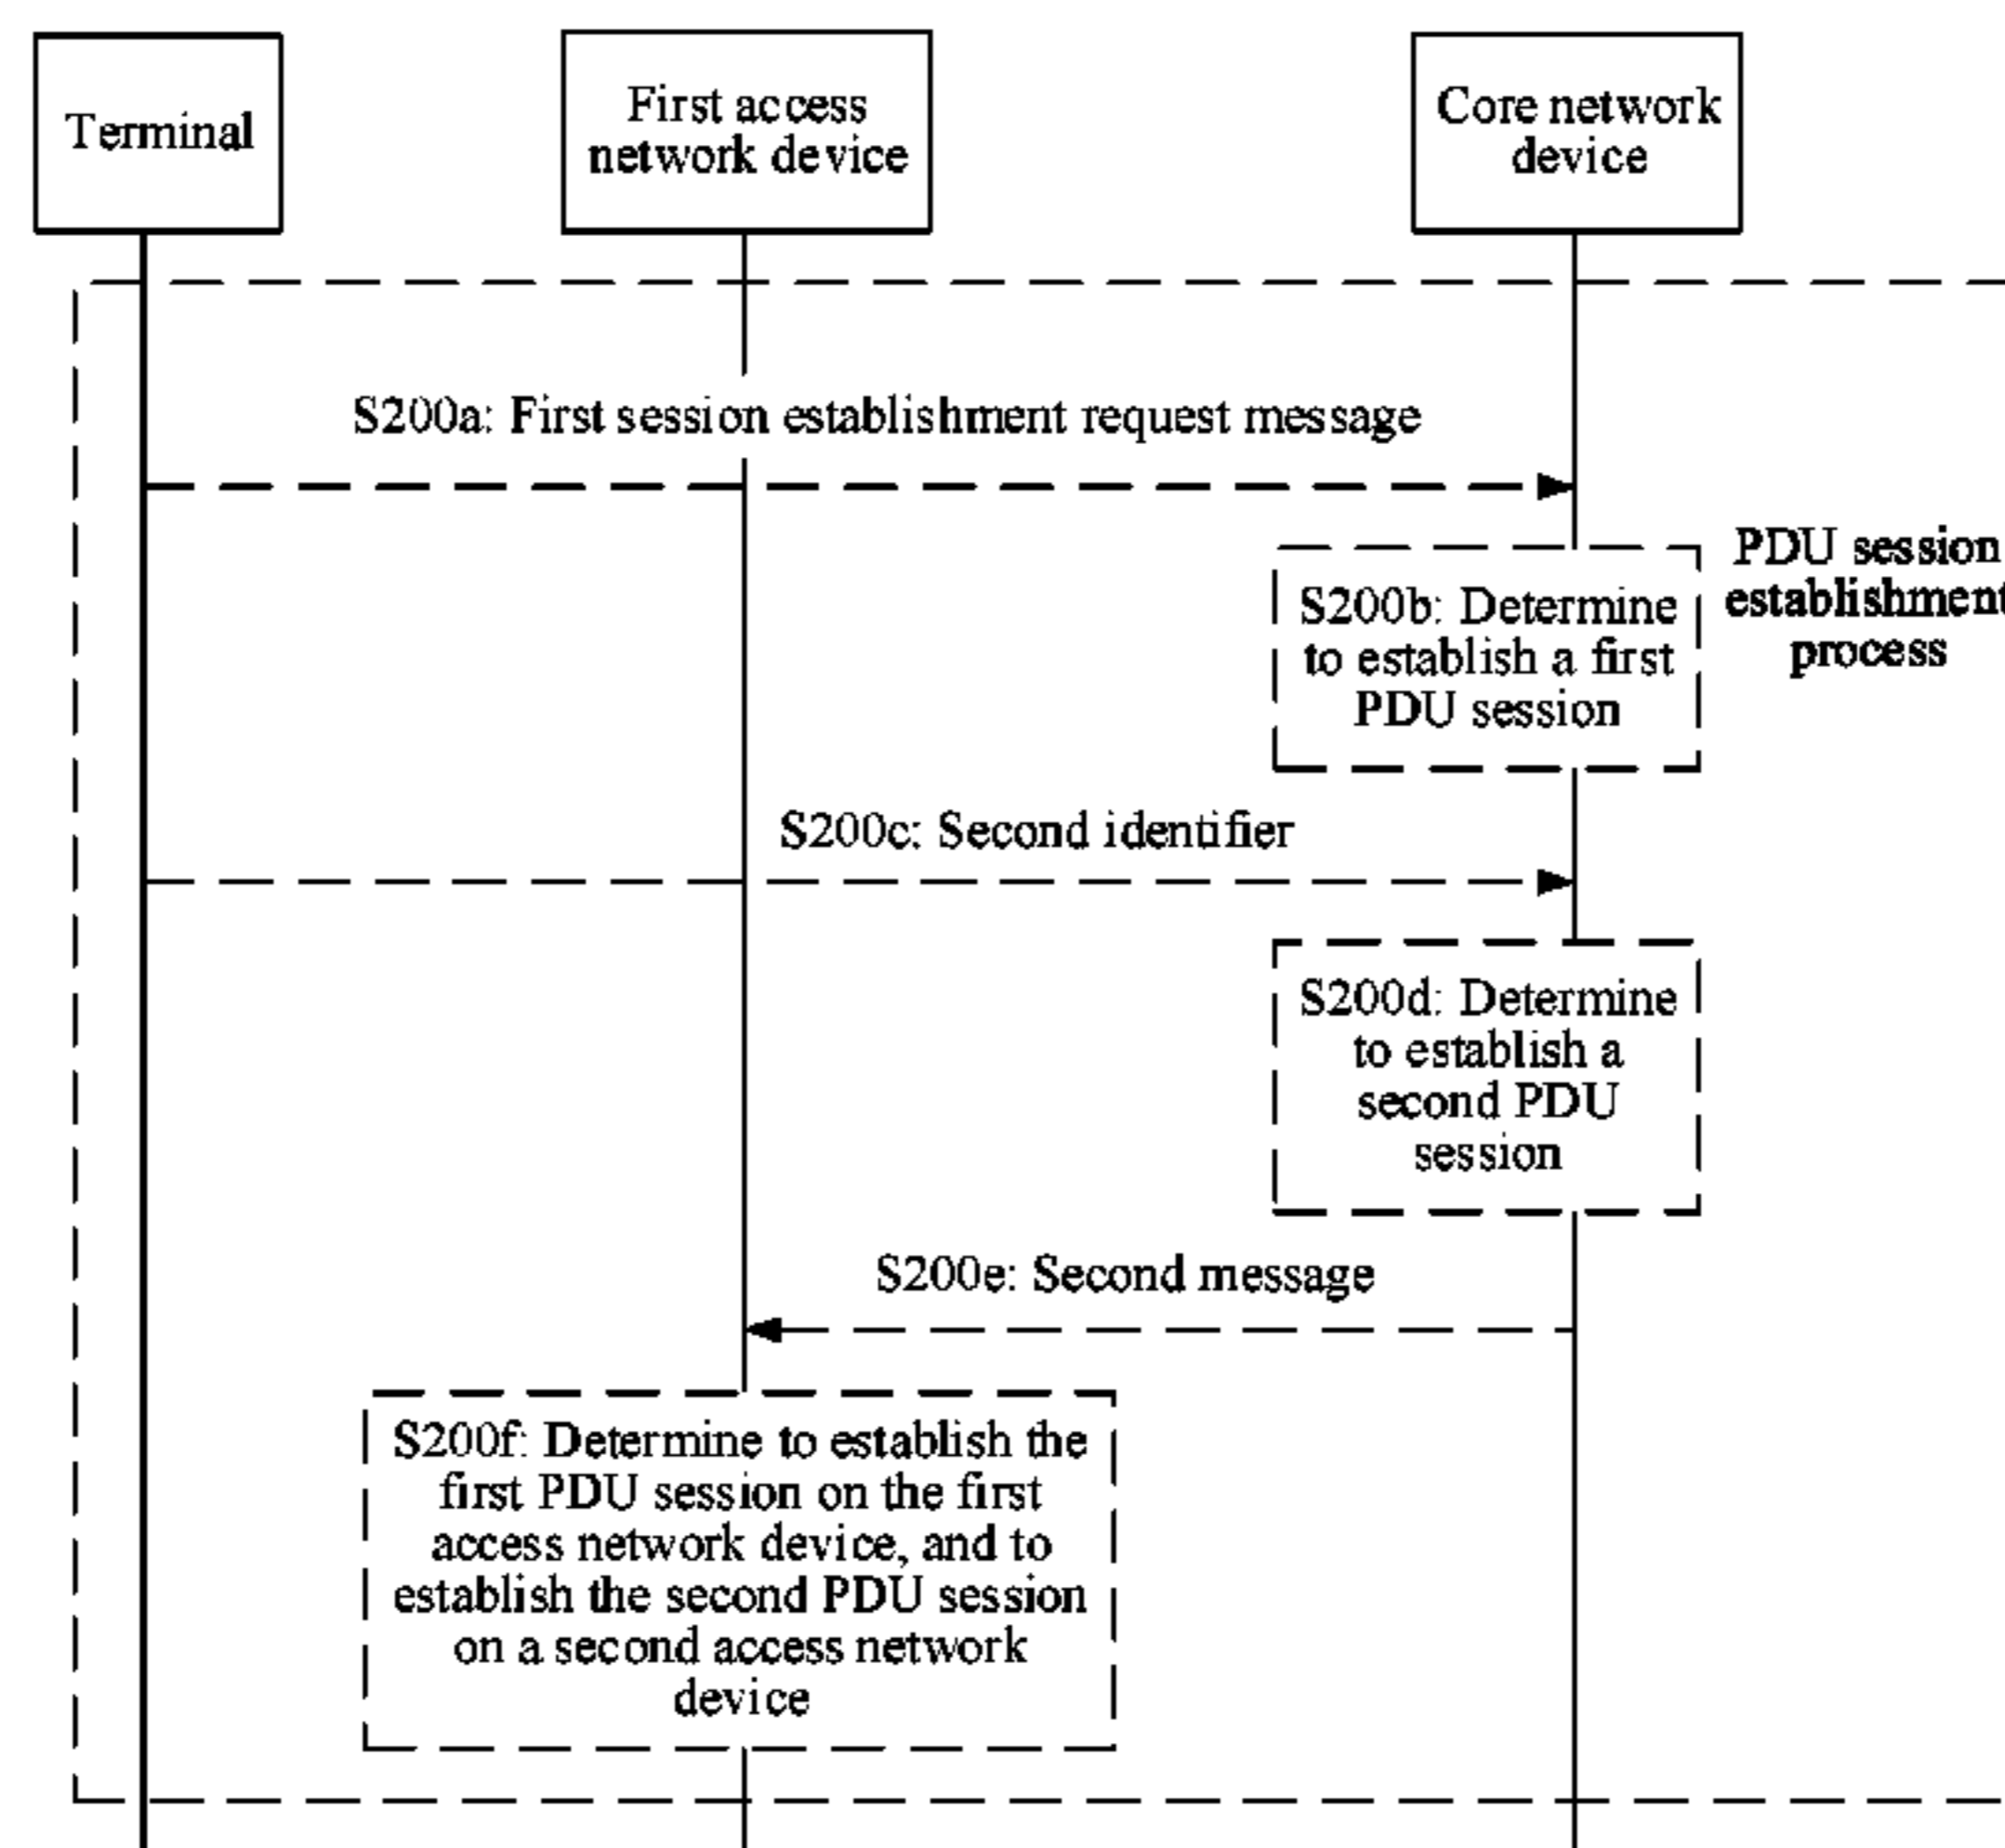 Terminal
First access
network device
Core network
device
S200a: First session establishment request message
PDU session
establishment
process
S200b: Determine
to establish a first
PDU session
S200c: Second identifier
S200d: Determine
to establish a
second PDU
session
S200e: Second message
S200f: Determine to establish the
first PDU session on the first
access network device, and to
establish the second PDU session
on a second access network
device